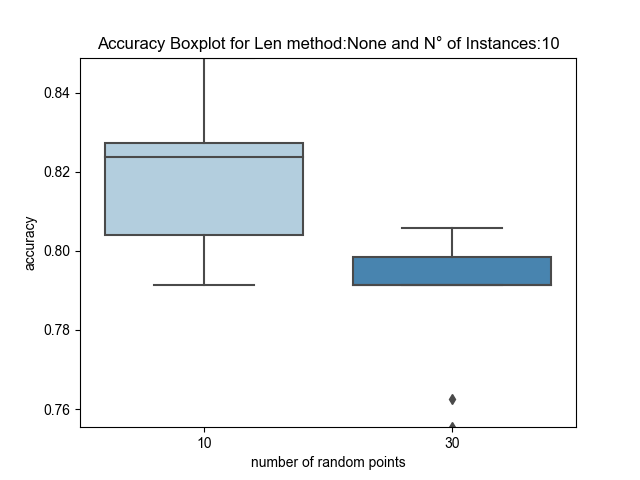 Accuracy Boxplot for Len method:None and N° of Instances:10
accuracy
0.84
0.82
0.80
0.78
0.76
10 30
number of random points